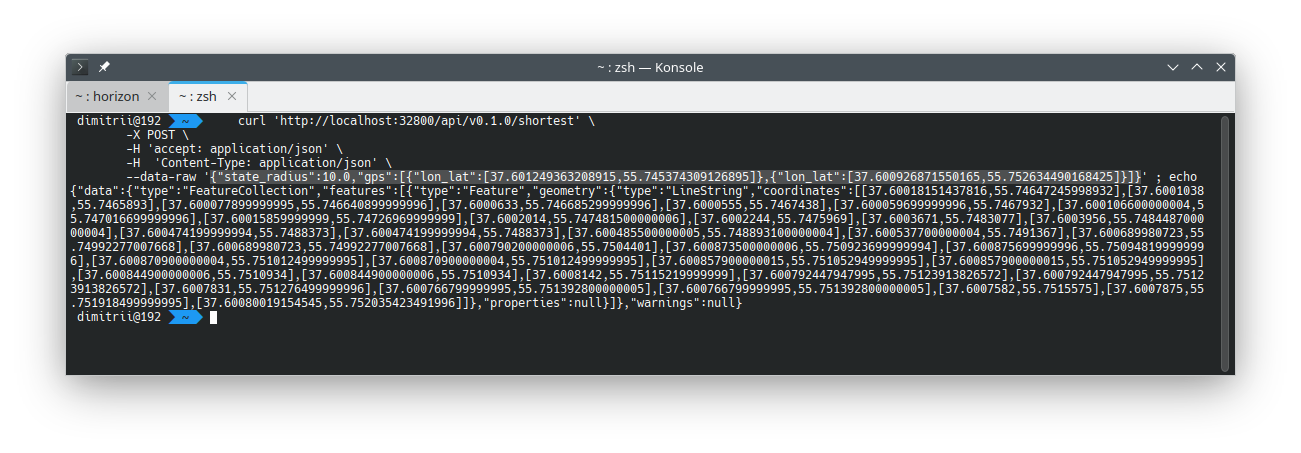 ~ : zsh — Konsole
~ : horizon
~ : zsh
dimitrii@192 ~ curl 'http://localhost:32800/api/v0.1.0/shortest' \
-X POST \
-H 'accept: application/json' \
-H  'Content-Type: application/json' \
--data-raw '{"state_radius":10.0,"gps":[{"lon_lat":[37.601249363208915,55.745374309126895]},{"lon_lat":[37.600926871550165,55.752634490168425]}]}' ; echo
{"data":{"type":"FeatureCollection","features":[{"type":"Feature","geometry":{"type":"LineString","coordinates":[[37.60018151437816,55.74647245998932],[37.6001038
,55.7465893],[37.600077899999995,55.746640899999996],[37.6000633,55.746685299999996],[37.6000555,55.7467438],[37.600059699999996,55.7467932],[37.600106600000004,5
5.747016699999996],[37.60015859999999,55.74726969999999],[37.6002014,55.747481500000006],[37.6002244,55.7475969],[37.6003671,55.7483077],[37.6003956,55.748448700
00004],[37.600474199999994,55.7488373],[37.600474199999994,55.7488373],[37.600485500000005,55.748893100000004],[37.600537700000004,55.7491367],[37.600689980723,55
.74992277007668],[37.600689980723,55.74992277007668],[37.600790200000006,55.7504401],[37.600873500000006,55.750923699999994],[37.600875699999996,55.75094819999999
6],[37.600870900000004,55.751012499999995],[37.600870900000004,55.751012499999995],[37.600857900000015,55.751052949999995],[37.600857900000015,55.751052949999995]
,[37.600844900000006,55.7510934],[37.600844900000006,55.7510934],[37.6008142,55.75115219999999],[37.600792447947995,55.75123913826572],[37.600792447947995,55.7512
3913826572],[37.6007831,55.751276499999996],[37.600766799999995,55.751392800000005],[37.600766799999995,55.751392800000005],[37.6007582,55.7515575],[37.6007875,55
.751918499999995],[37.60080019154545,55.752035423491996]]},"properties":null}]},"warnings":null}
dimitrii@192 ~